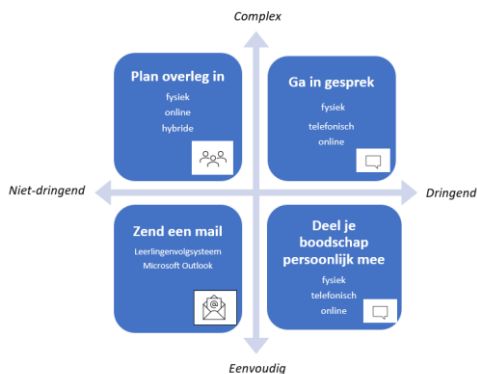 Complex
Plan overleg in
fysiek
online
hybride
Ga in gesprek
fysiek
telefonisch
online
Niet-dringend
Dringend
Zend een mail
Leerlingenvolgsysteem
Microsoft Outlook
@
Deel je
boodschap
persoonlijk mee
fysiek
telefonisch
online
Eenvoudig